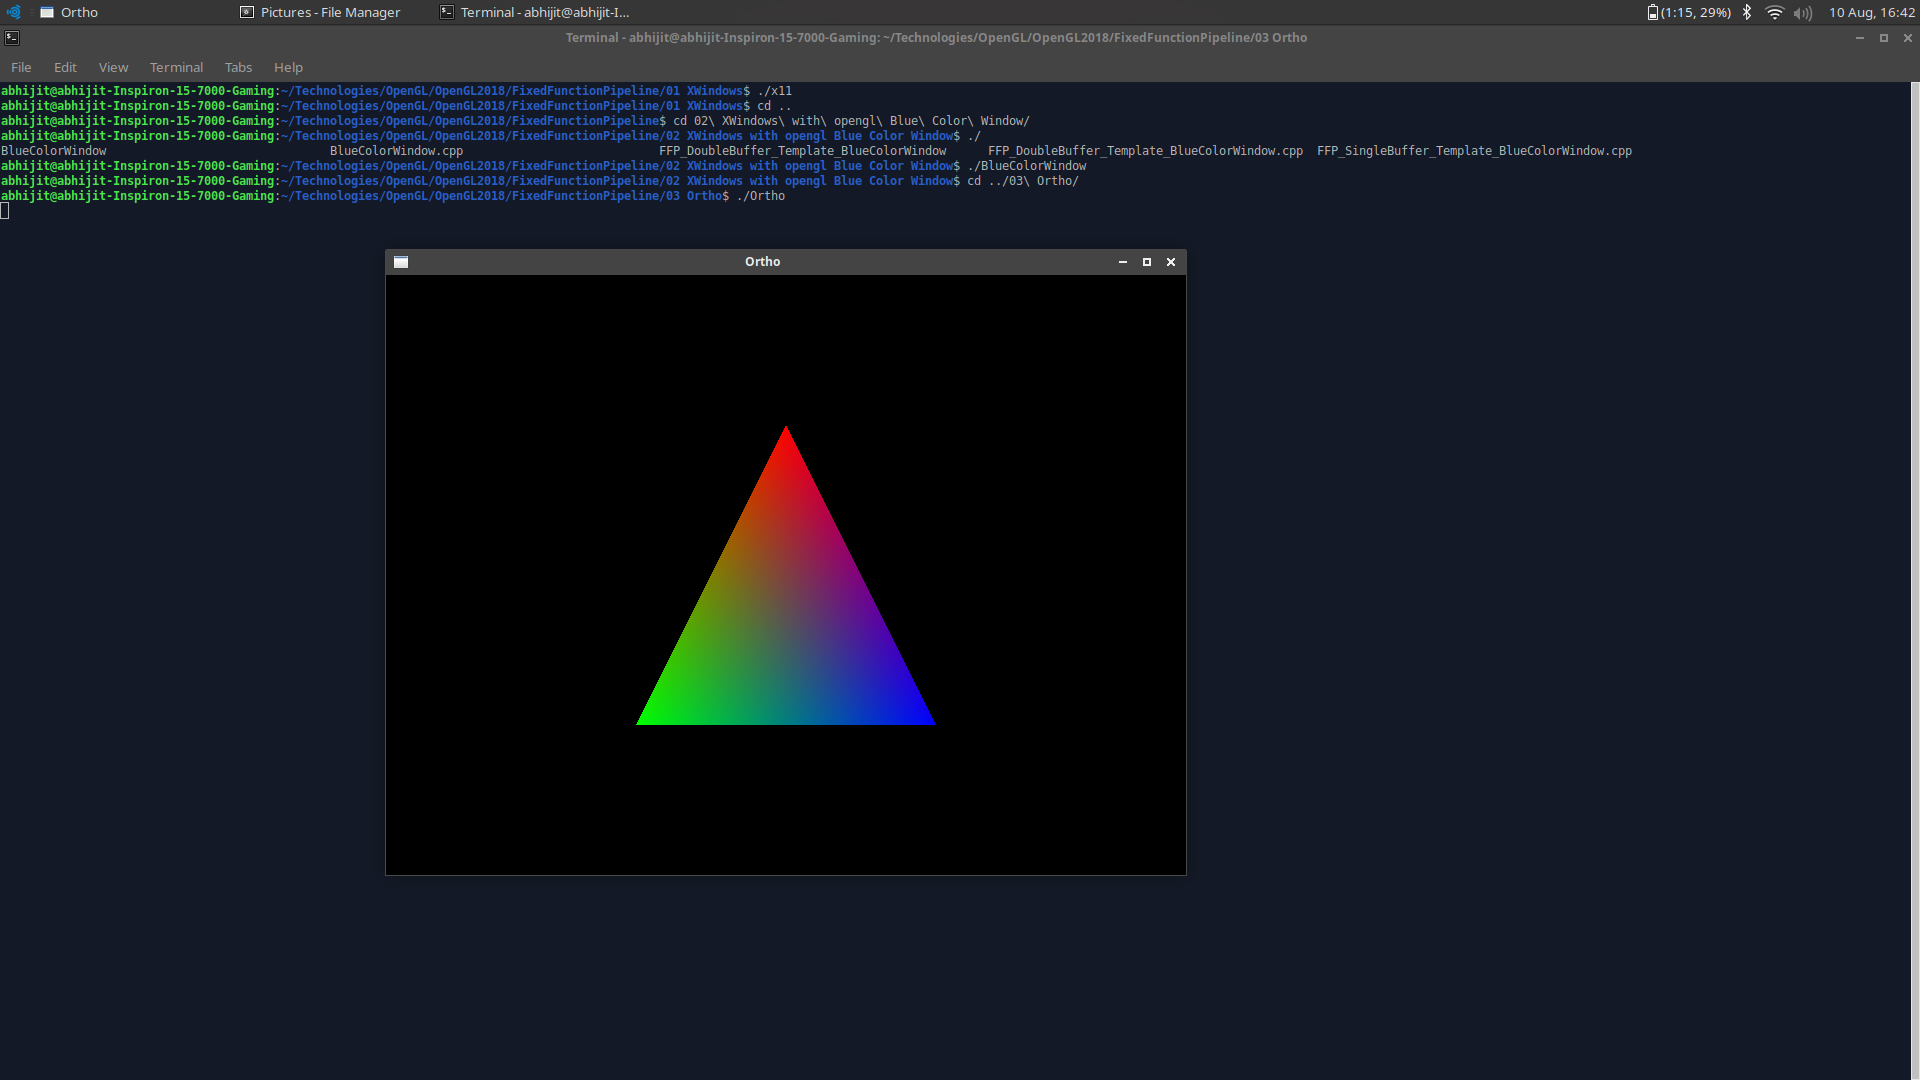 Ortho Pictures - File Manager Terminal - abhijit@abhijit-I... (1:15, 29%) 10 Aug, 16:42
Terminal - abhijit@abhijit-Inspiron-15-7000-Gaming: ~/Technologies/OpenGL/OpenGL2018/FixedFunctionPipeline/03 Ortho
File Edit View Terminal Tabs Help
abhijit@abhijit-Inspiron-15-7000-Gaming:~/Technologies/OpenGL/OpenGL2018/FixedFunctionPipeline/01 XWindows$ ./x11
abhijit@abhijit-Inspiron-15-7000-Gaming:~/Technologies/OpenGL/OpenGL2018/FixedFunctionPipeline/01 XWindows$ cd ..
abhijit@abhijit-Inspiron-15-7000-Gaming:~/Technologies/OpenGL/OpenGL2018/FixedFunctionPipeline$ cd 02\ XWindows\ with\ opengl\ Blue\ Color\ Window/
abhijit@abhijit-Inspiron-15-7000-Gaming:~/Technologies/OpenGL/OpenGL2018/FixedFunctionPipeline/02 XWindows with opengl Blue Color Window$ ./
BlueColorWindow BlueColorWindow.cpp FFP_DoubleBuffer_Template_BlueColorWindow FFP_DoubleBuffer_Template_BlueColorWindow.cpp FFP_SingleBuffer_Template_BlueColorWindow.cpp
abhijit@abhijit-Inspiron-15-7000-Gaming:~/Technologies/OpenGL/OpenGL2018/FixedFunctionPipeline/02 XWindows with opengl Blue Color Window$ ./BlueColorWindow
abhijit@abhijit-Inspiron-15-7000-Gaming:~/Technologies/OpenGL/OpenGL2018/FixedFunctionPipeline/02 XWindows with opengl Blue Color Window$ cd ../03\ Ortho/
abhijit@abhijit-Inspiron-15-7000-Gaming:~/Technologies/OpenGL/OpenGL2018/FixedFunctionPipeline/03 Ortho$ ./Ortho
Ortho